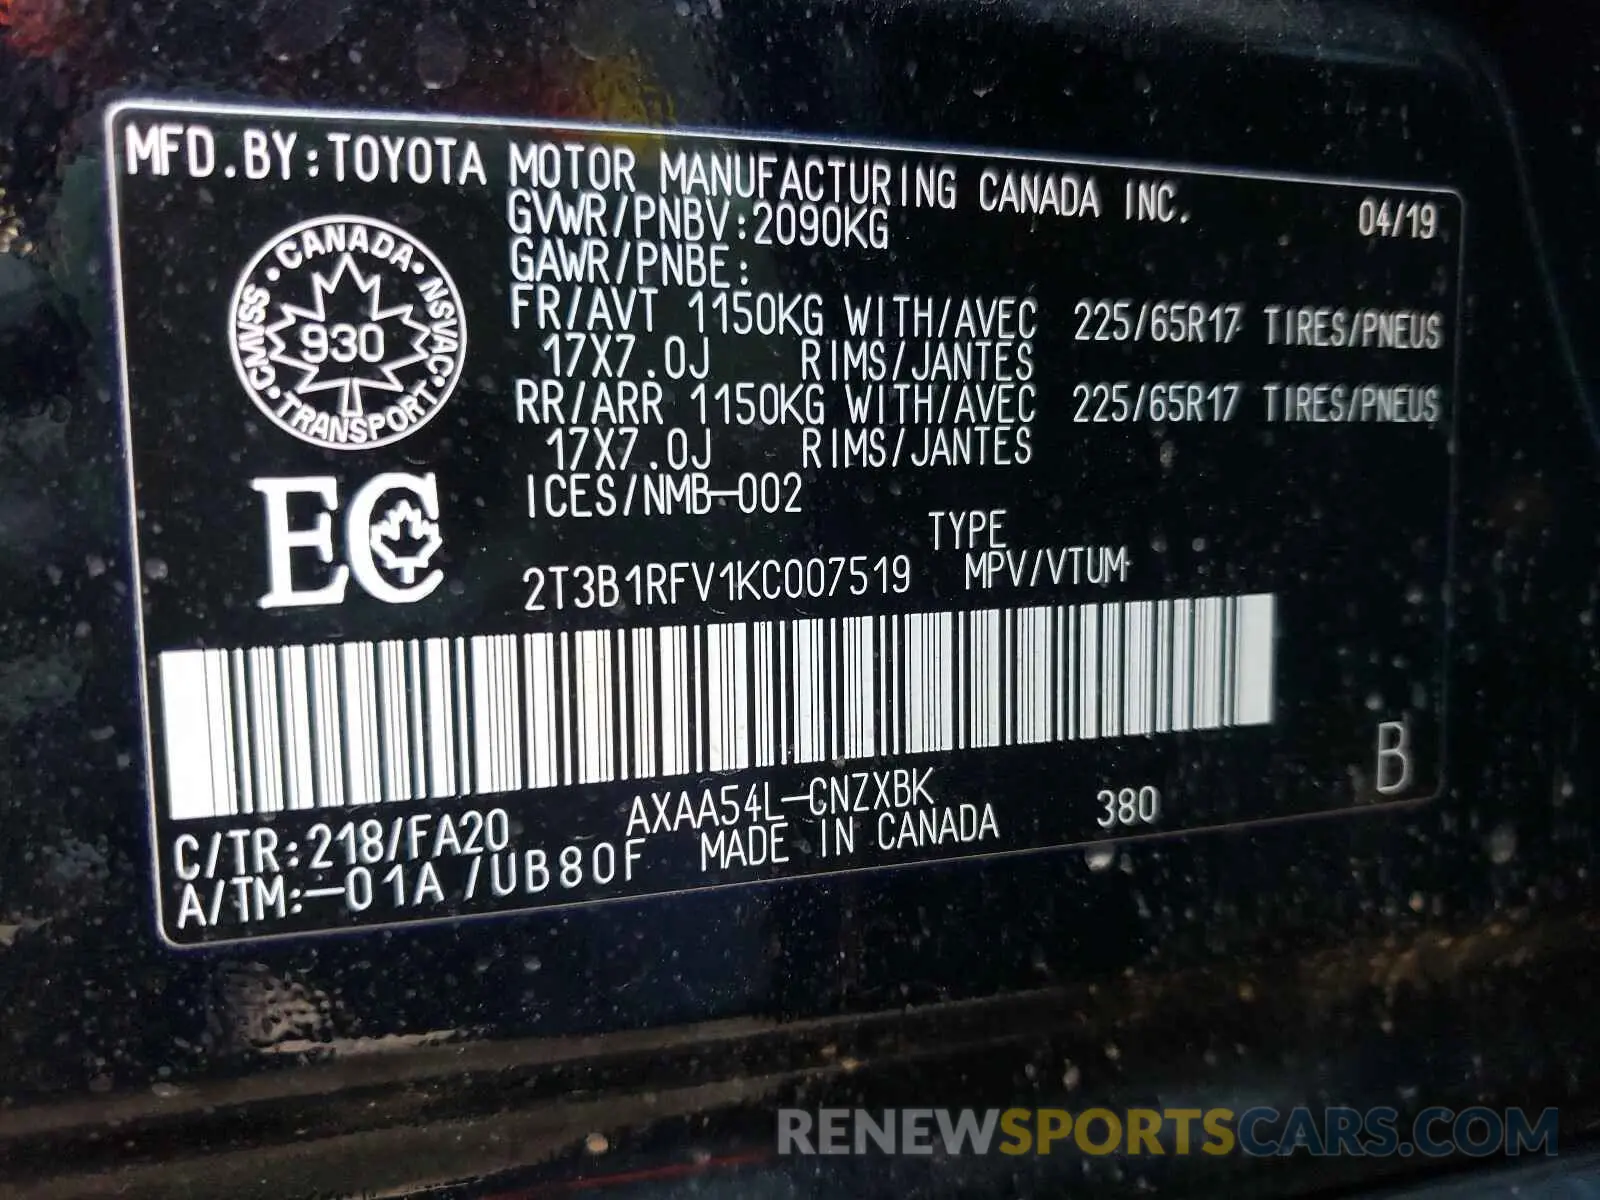 MFD.BY:TOYOTA MOTOR MANUFACTURING CANADA INC. 04/19
GVWR/PNBV:2090KG
GAWR/PNBE:
FR/AVT 1150KG WITH/AVEC 225/65R17 TIRES/PNEUS
17X7.0J RIMS/JANTES
RR/ARR 1150KG WITH/AVEC 225/65R17 TIRES/PNEUS
17X7.0J RIMS/JANTES
ICES/NMB-002
CANADA
NSVAC
TRANSPORT
CMVSS
930
EC
TYPE
2T3B1RFV1KC007519 MPV/VTUM
B
C/TR:218/FA20 AXAA54L-CNZXBK
A/TM:-01A /UB80F MADE IN CANADA 380
RENEWSPORTSCARS.COM